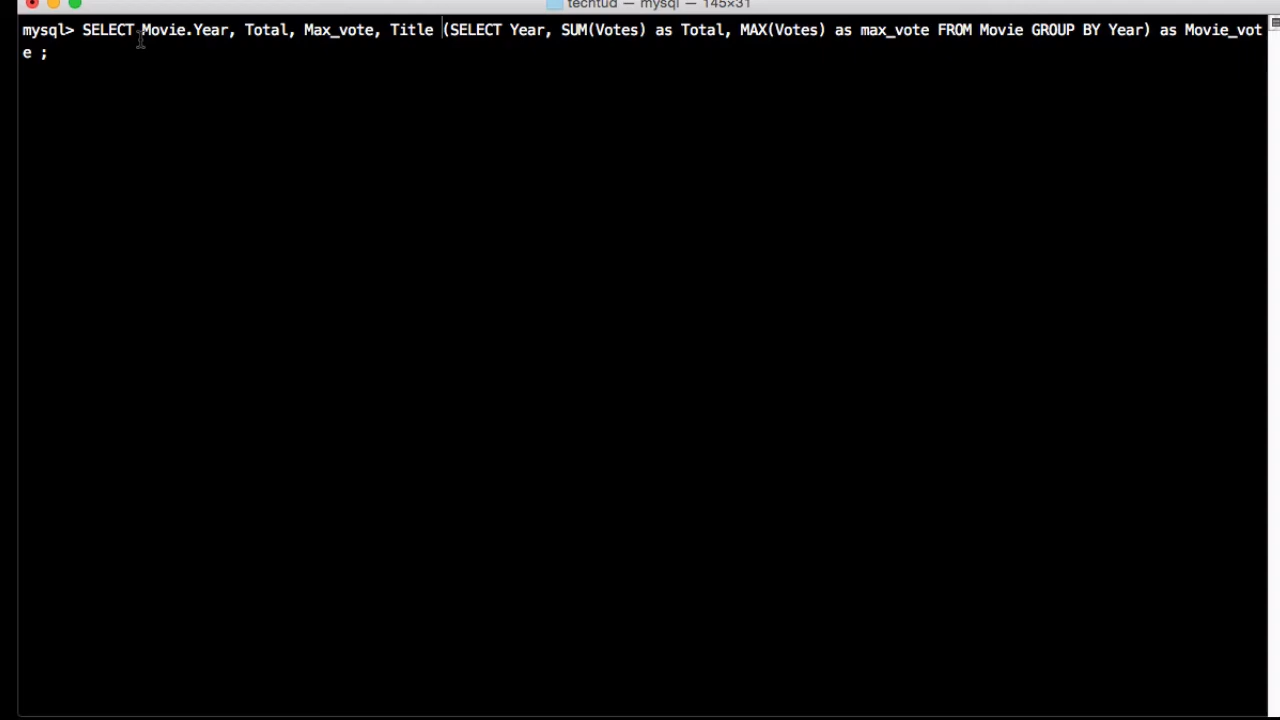 techtud — mysql — 145×31
mysql> SELECT Movie.Year, Total, Max_vote, Title (SELECT Year, SUM(Votes) as Total, MAX(Votes) as max_vote FROM Movie GROUP BY Year) as Movie_vot
e ;